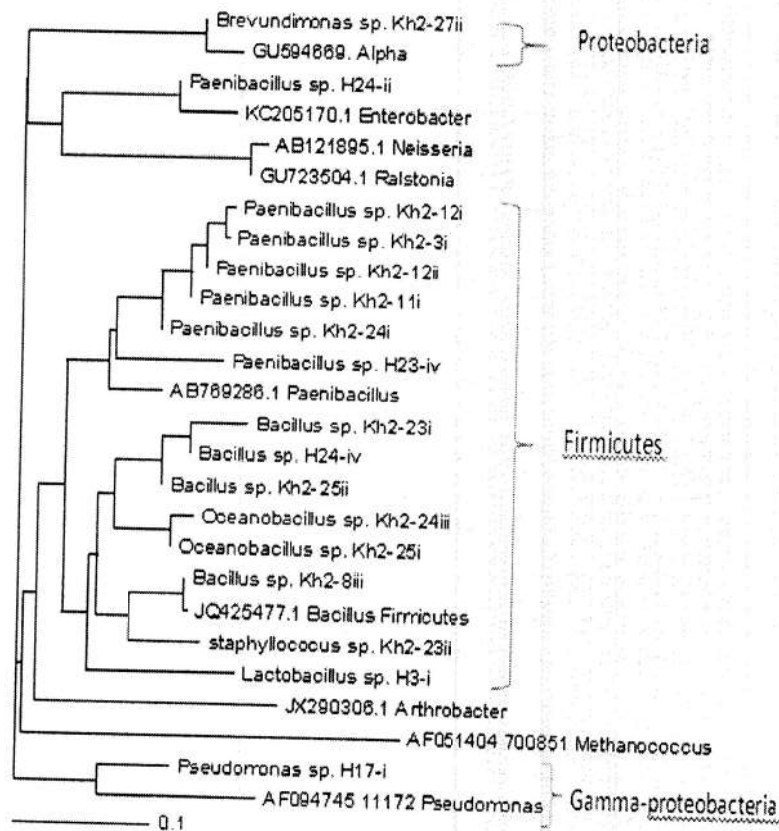 Brevundimonas sp. Kh2-27ii
GU594669. Alpha
Proteobacteria
Paenibacillus sp. H24-ii
KC205170.1 Enterobacter
AB121895.1 Neisseria
GU723504.1 Ralstonia
Paenibacillus sp. Kh2-12i
Paenibacillus sp. Kh2-3i
Paenibacillus sp. Kh2-12ii
Paenibacillus sp. Kh2-11i
Paenibacillus sp. Kh2-24i
Paenibacillus sp. H23-iv
AB769286.1 Paenibacillus
Bacillus sp. Kh2-23i
Firmicutes
Bacillus sp. H24-iv
Bacillus sp. Kh2-25ii
Oceanobacillus sp. Kh2-24iii
Oceanobacillus sp. Kh2-25i
Bacillus sp. Kh2-8iii
JQ425477.1 Bacillus Firmicutes
staphyllococus sp. Kh2-23ii
Lactobacillus sp. H3-i
JX290306.1 Arthrobacter
AF051404 700851 Methanococcus
Pseudomonas sp. H17-i
AF094745 11172 Pseudomonas
Gamma-proteobacteria
0.1